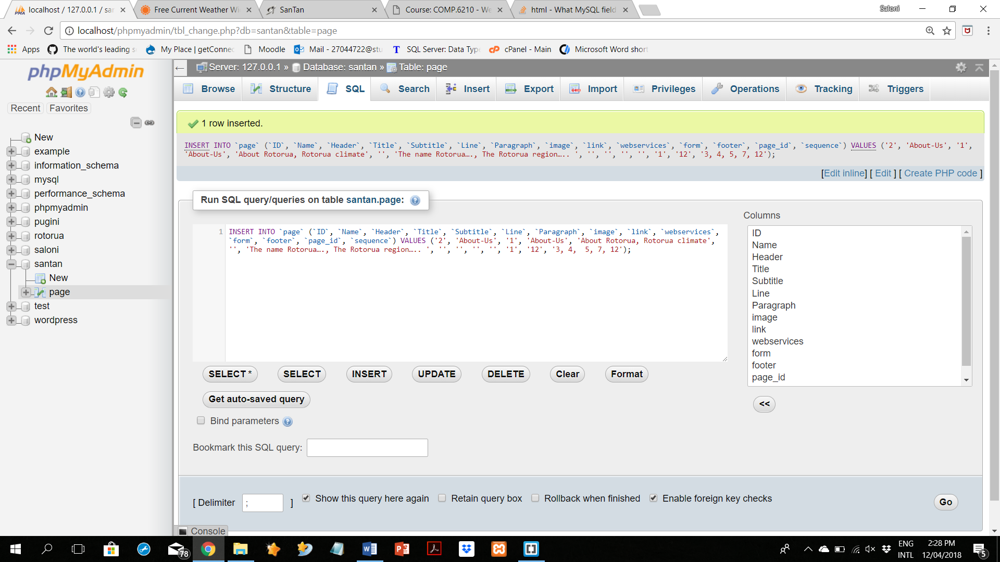 localhost / 127.0.0.1 / sar
Free Current Weather Wi
SanTan
Course: COMP.6210 - We
html - What MySQL field
Saloni
localhost/phpmyadmin/tbl_change.php?db=santan&table=page
Apps
The world's leading s
My Place | getConnec
Moodle
Mail - 27044722@stu
T
SQL Server: Data Type
cPanel - Main
Microsoft Word short
phpMyAdmin
Recent
Favorites
New
example
information_schema
mysql
performance_schema
phpmyadmin
pugini
rotorua
saloni
santan
New
page
test
wordpress
Server: 127.0.0.1 » Database: santan » Table: page
Browse
Structure
SQL
Search
Insert
Export
Import
Privileges
Operations
Tracking
Triggers
1 row inserted.
INSERT INTO `page` (`ID`, `Name`, `Header`, `Title`, `Subtitle`, `Line`, `Paragraph`, `image`, `link`, `webservices`, `form`, `footer`, `page_id`, `sequence`) VALUES ('2', 'About-Us', '1',
'About-Us', 'About Rotorua, Rotorua climate', '', 'The name Rotorua…., The Rotorua region….. ', '', '', '', '', '1', '12', '3, 4, 5, 7, 12');
[Edit inline] [ Edit ] [ Create PHP code ]
Run SQL query/queries on table santan.page:
1
INSERT INTO `page` (`ID`, `Name`, `Header`, `Title`, `Subtitle`, `Line`, `Paragraph`, `image`, `link`, `webservices`,
`form`, `footer`, `page_id`, `sequence`) VALUES ('2', 'About-Us', '1', 'About-Us', 'About Rotorua, Rotorua climate',
'', 'The name Rotorua…., The Rotorua region….. ', '', '', '', '', '1', '12', '3, 4,  5, 7, 12');
Columns
ID
Name
Header
Title
Subtitle
Line
Paragraph
image
link
webservices
form
footer
page_id
<<
SELECT *
SELECT
INSERT
UPDATE
DELETE
Clear
Format
Get auto-saved query
Bind parameters
Bookmark this SQL query:
[ Delimiter ; ]
Show this query here again
Retain query box
Rollback when finished
Enable foreign key checks
Go
Console
78
ENG
INTL
2:28 PM
12/04/2018
5